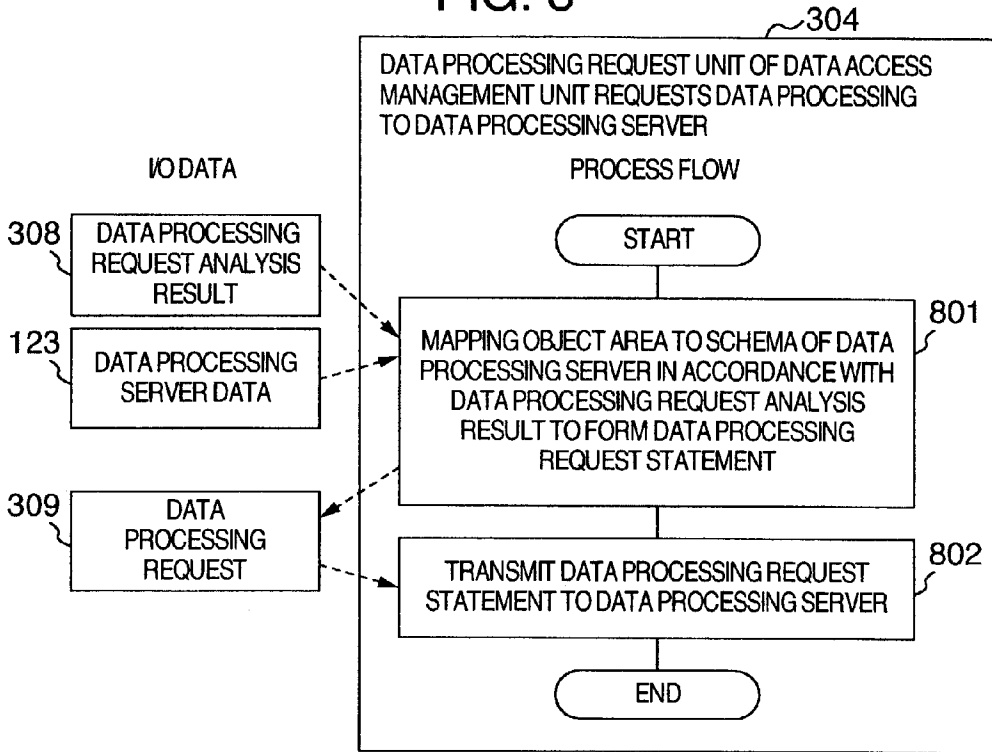 304
DATA PROCESSING REQUEST UNIT OF DATA ACCESS
MANAGEMENT UNIT REQUESTS DATA PROCESSING
TO DATA PROCESSING SERVER
I/O DATA
PROCESS FLOW
308
DATA PROCESSING
REQUEST ANALYSIS
RESULT
START
123
DATA PROCESSING
SERVER DATA
801
MAPPING OBJECT AREA TO SCHEMA OF DATA
PROCESSING SERVER IN ACCORDANCE WITH
DATA PROCESSING REQUEST ANALYSIS
RESULT TO FORM DATA PROCESSING
REQUEST STATEMENT
309
DATA
PROCESSING
REQUEST
802
TRANSMIT DATA PROCESSING REQUEST
STATEMENT TO DATA PROCESSING SERVER
END